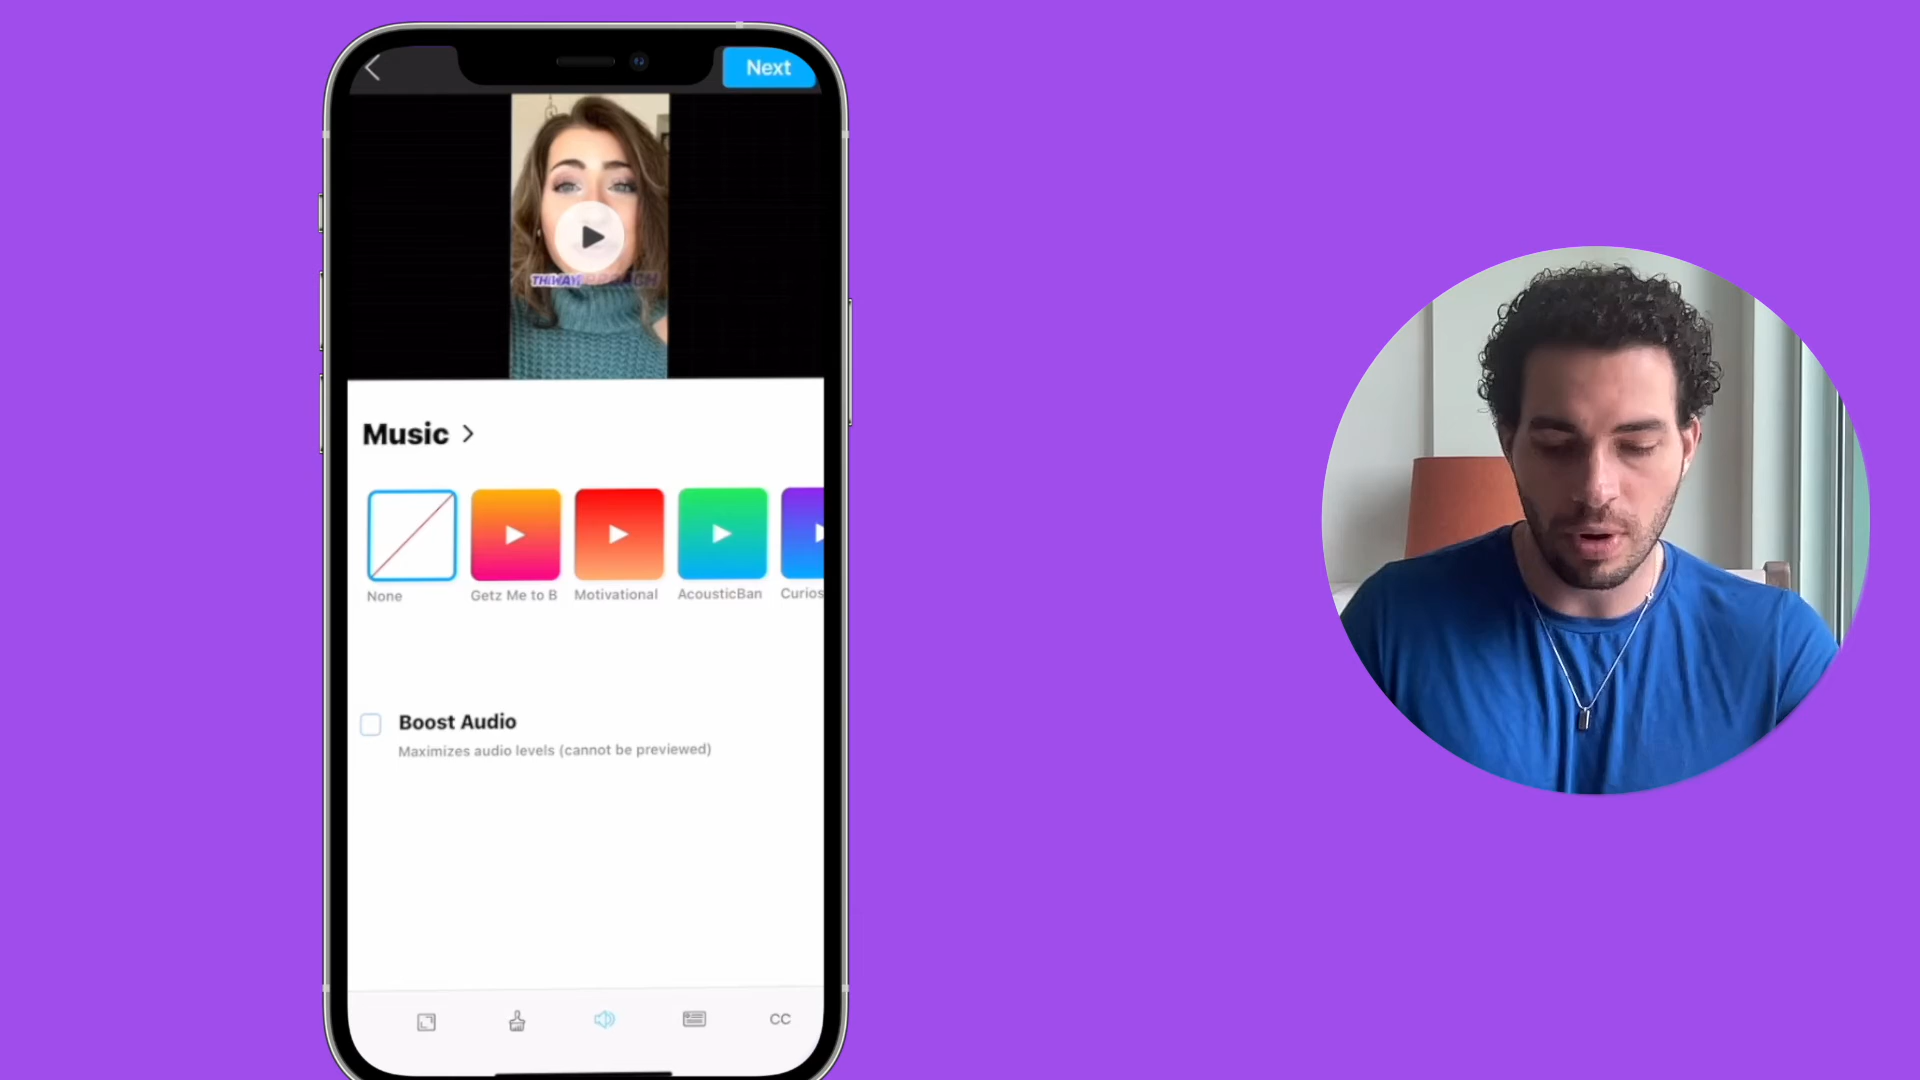 Next
Music >
None
Getz Me to B
Motivational
AcousticBan
Curios
Boost Audio
Maximizes audio levels (cannot be previewed)
CC